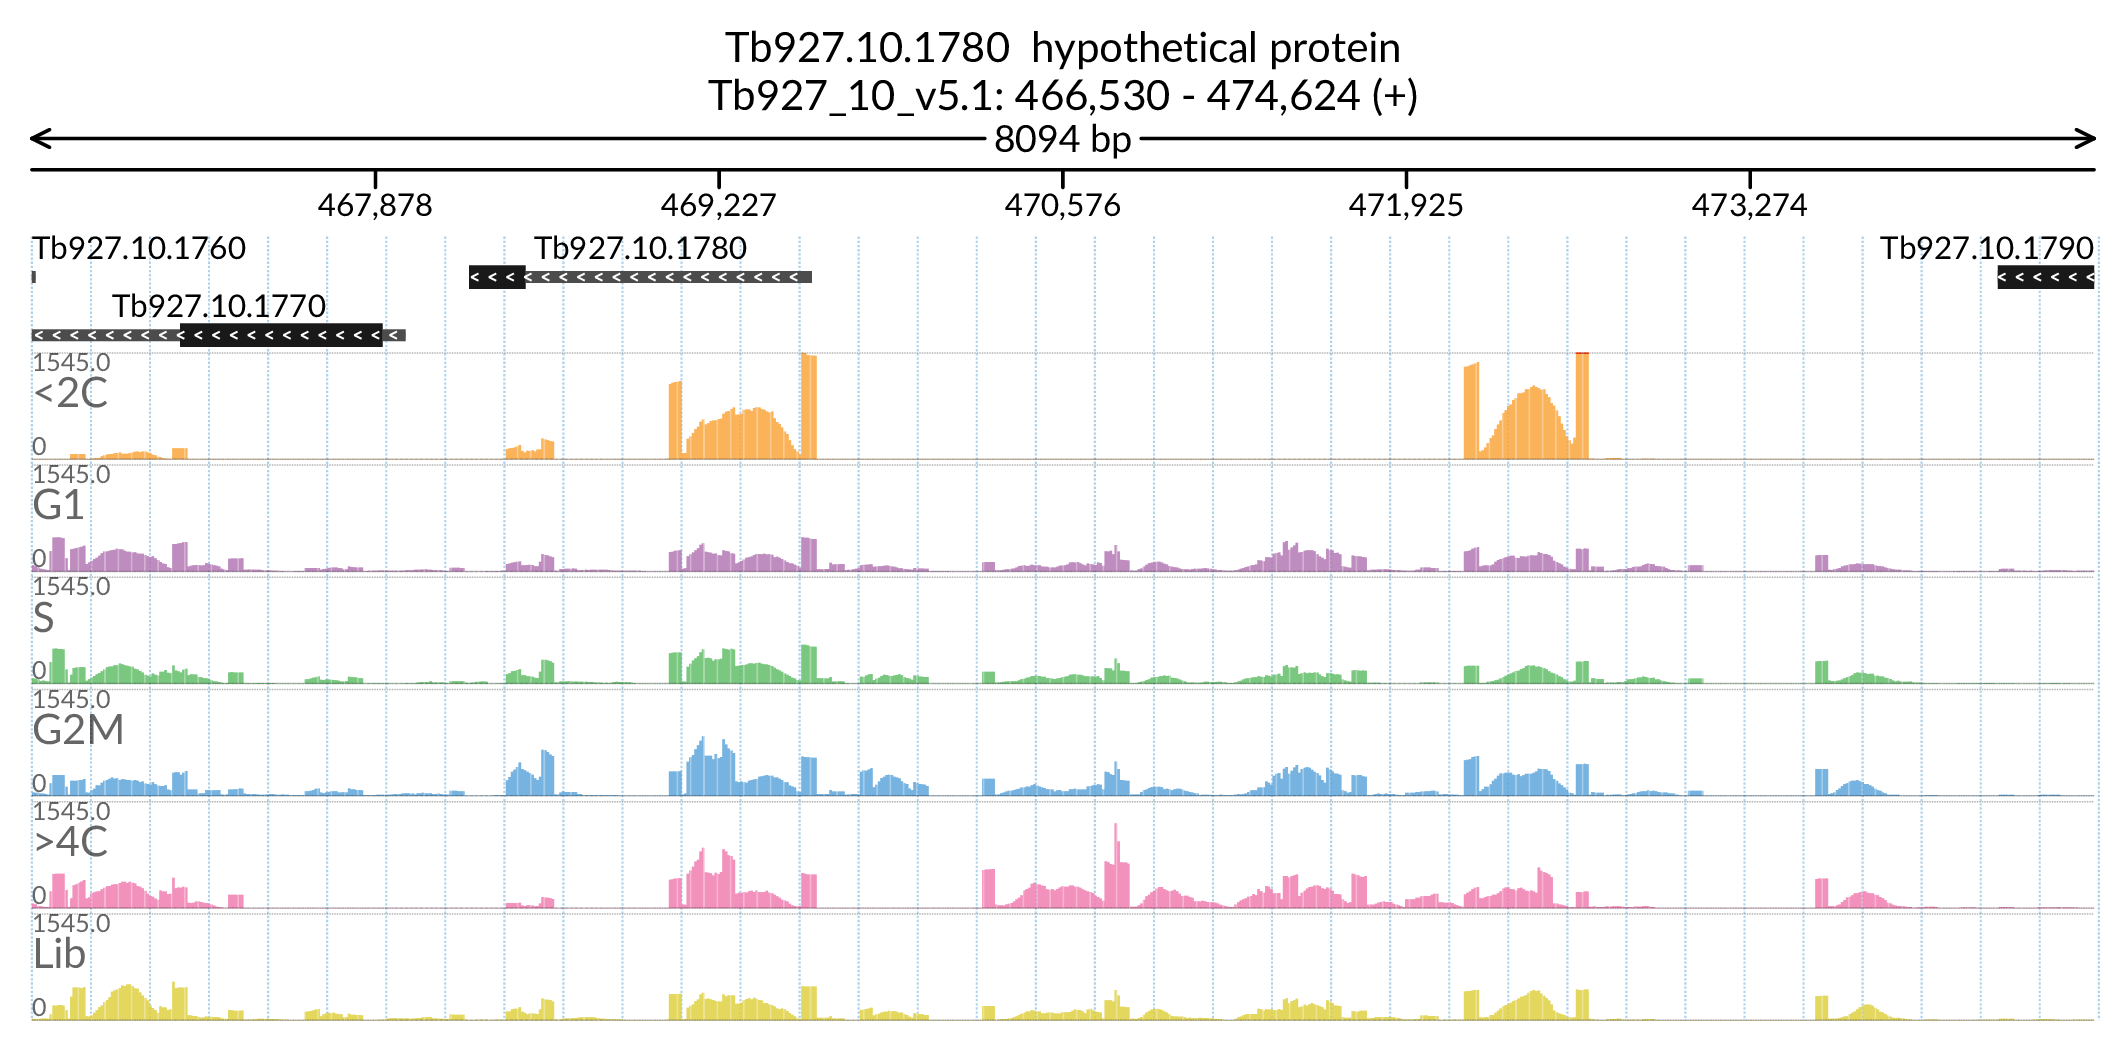 Tb927.10.1780  hypothetical protein
Tb927_10_v5.1: 466,530 - 474,624 (+)
8094 bp
467,878 469,227 470,576 471,925 473,274
Tb927.10.1760 Tb927.10.1780 Tb927.10.1790
Tb927.10.1770
1545.0
<2C
0
1545.0
G1
0
1545.0
S
0
1545.0
G2M
0
1545.0
>4C
0
1545.0
Lib
0